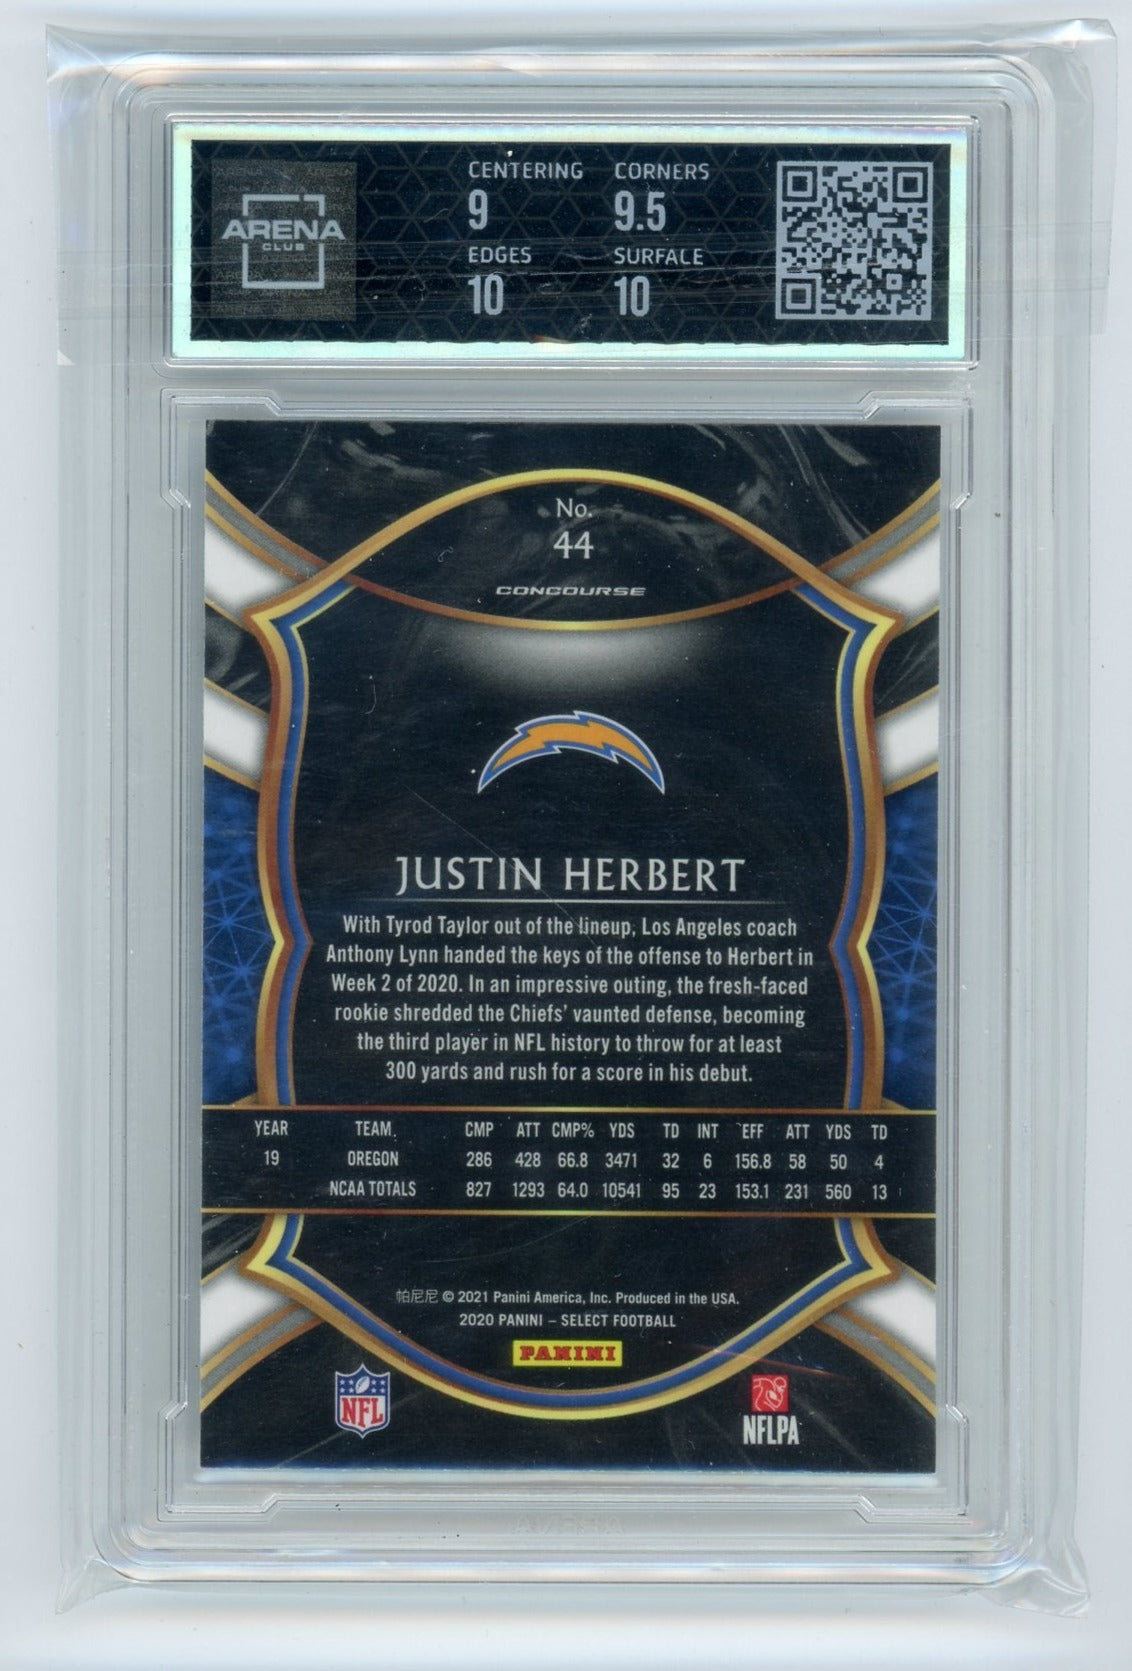 ARENA
CLUB
CENTERING CORNERS
9 9.5
EDGES SURFACE
10 10
No.
44
CONCOURSE
JUSTIN HERBERT
With Tyrod Taylor out of the lineup, Los Angeles coach
Anthony Lynn handed the keys of the offense to Herbert in
Week 2 of 2020. In an impressive outing, the fresh-faced
rookie shredded the Chiefs' vaunted defense, becoming
the third player in NFL history to throw for at least
300 yards and rush for a score in his debut.
YEAR TEAM CMP ATT CMP% YDS TD INT EFF ATT YDS TD
19 OREGON 286 428 66.8 3471 32 6 156.8 58 50 4
NCAA TOTALS 827 1293 64.0 10541 95 23 153.1 231 560 13
帕尼尼 © 2021 Panini America, Inc. Produced in the USA.
2020 PANINI – SELECT FOOTBALL
PANINI
NFL
NFLPA